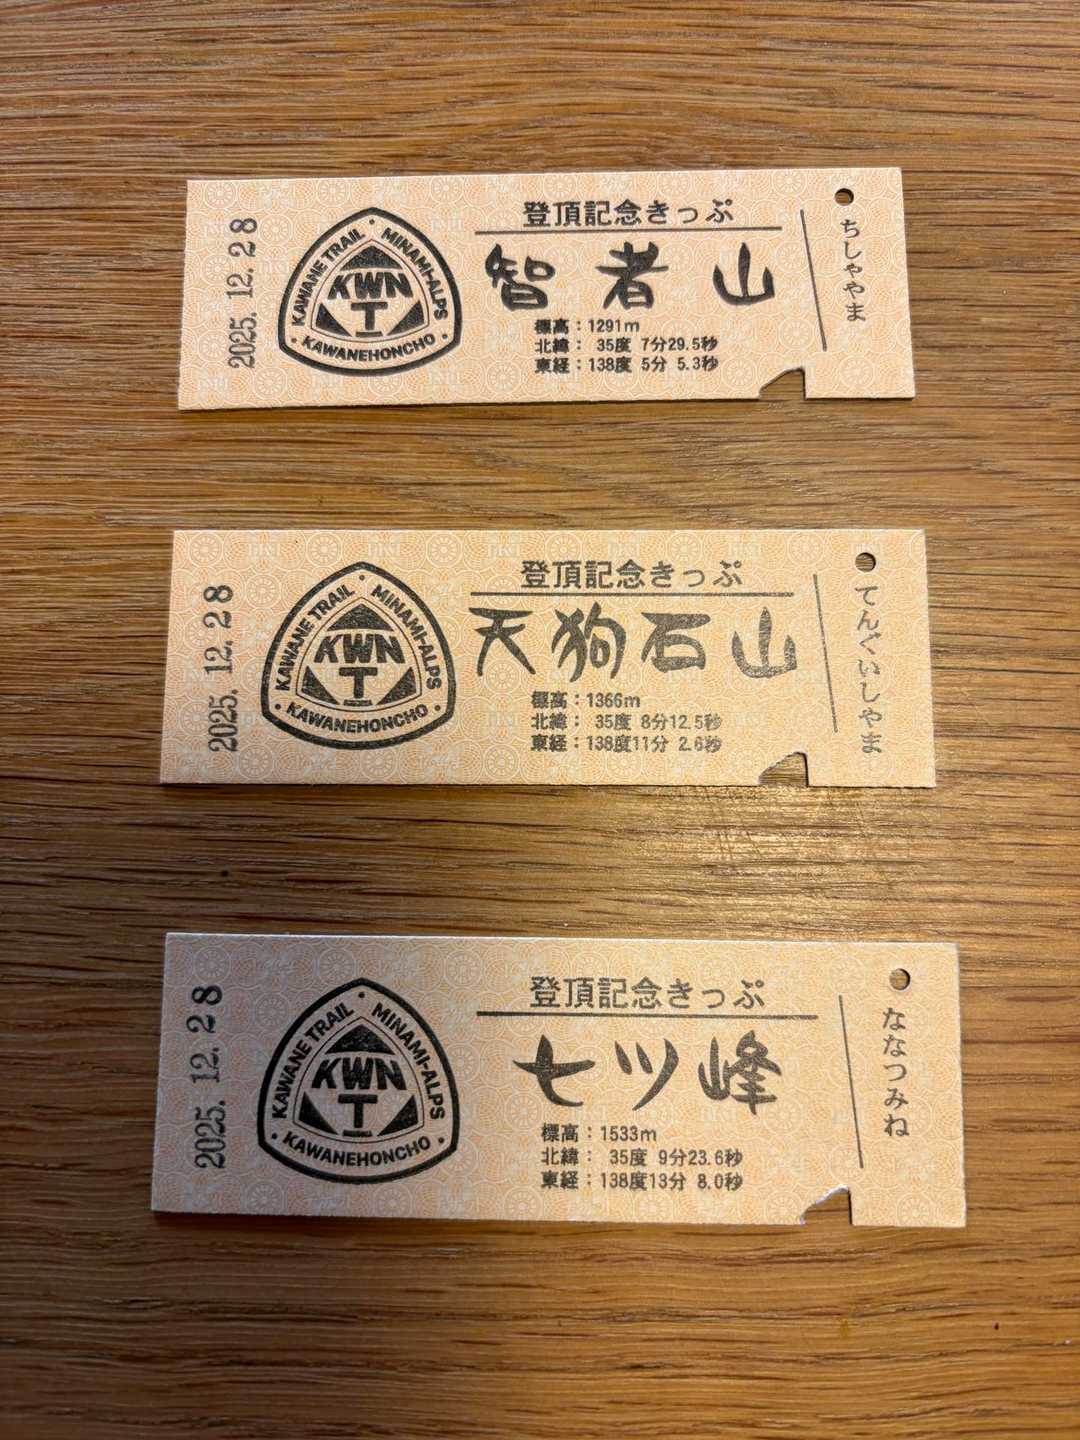 2025.12.28
KAWANE TRAIL
MINAMI-ALPS
KWN
T
KAWANEHONCHO
登頂記念きっぷ
智者山
標高：1291m
北緯： 35度 7分29.5秒
東経：138度 5分 5.3秒
ちしゃやま
2025.12.28
KAWANE TRAIL
MINAMI-ALPS
KWN
T
KAWANEHONCHO
登頂記念きっぷ
天狗石山
標高：1366m
北緯： 35度 8分12.5秒
東経：138度11分 2.6秒
てんぐいしやま
2025.12.28
KAWANE TRAIL
MINAMI-ALPS
KWN
T
KAWANEHONCHO
登頂記念きっぷ
七ツ峰
標高：1533m
北緯： 35度 9分23.6秒
東経：138度13分 8.0秒
ななつみね